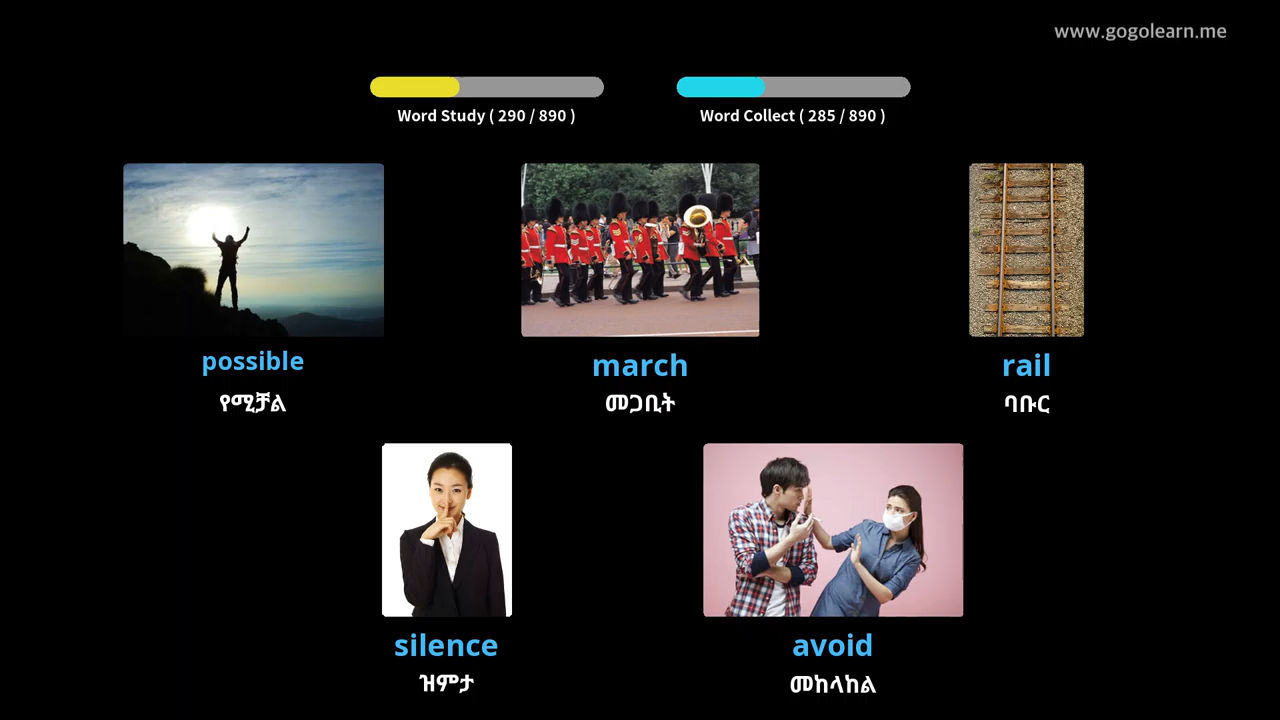 www.gogolearn.me
Word Study ( 290 / 890 )
Word Collect ( 285 / 890 )
possible
የሚቻል
march
መጋቢት
rail
ባቡር
silence
ዝምታ
avoid
መከላከል